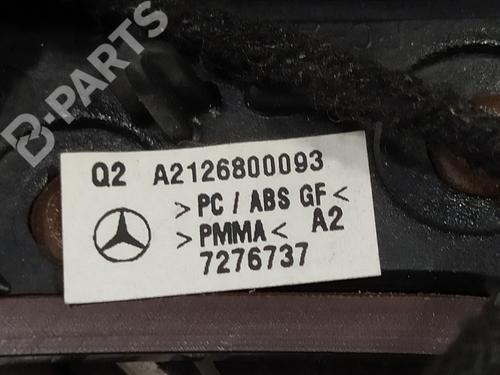 B-PARTS
Q2 A2126800093
>PC / ABS GF<
>PMMA< A2
7276737